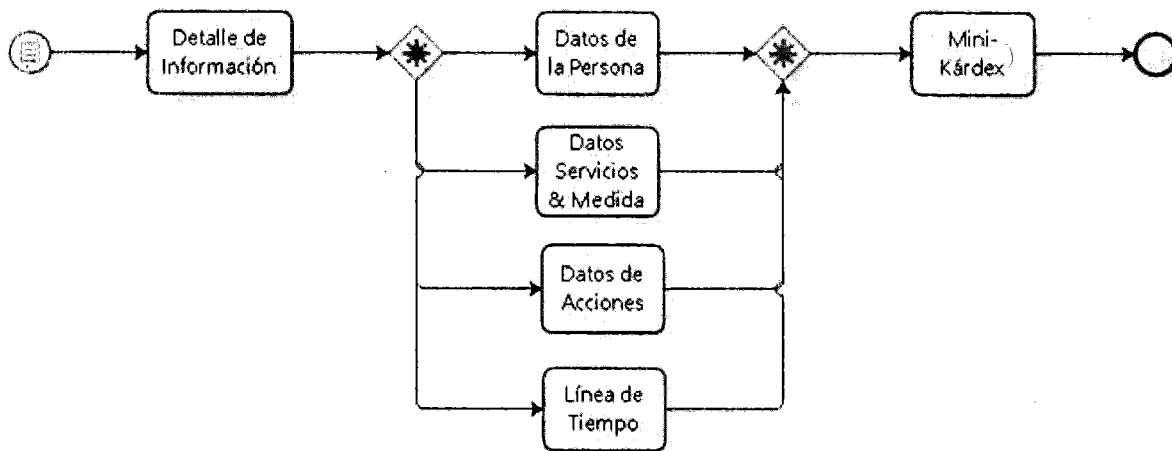 Detalle de
Información
Datos de
la Persona
Mini-
Kárdex
Datos
Servicios
& Medida
Datos de
Acciones
Línea de
Tiempo